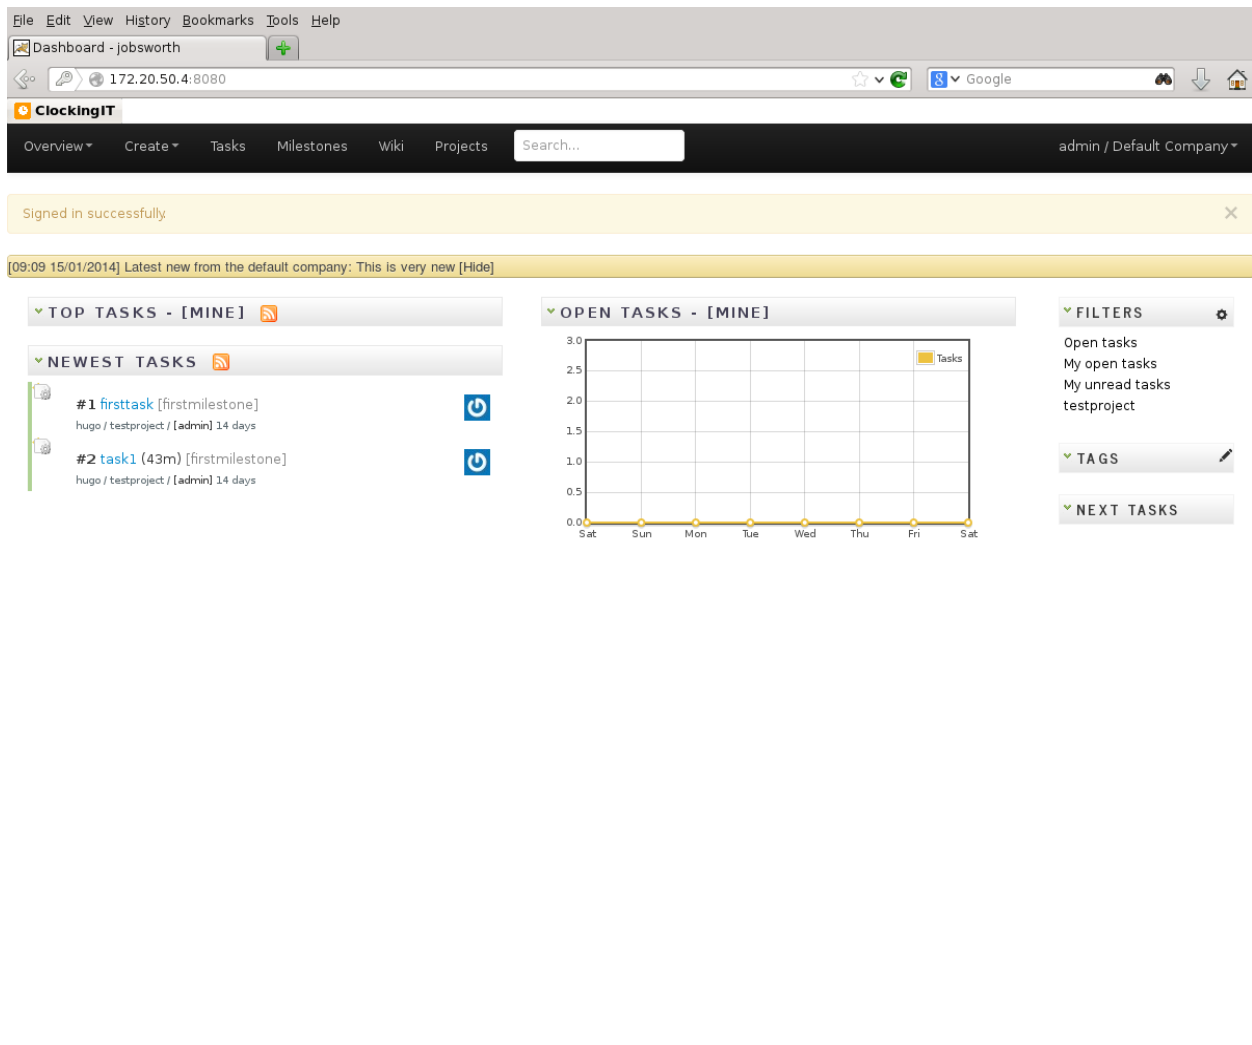 File Edit View History Bookmarks Tools Help
Dashboard - jobsworth
172.20.50.4:8080
8 Google
ClockingIT
Overview Create Tasks Milestones Wiki Projects Search... admin / Default Company
Signed in successfully. ×
[09:09 15/01/2014] Latest new from the default company: This is very new [Hide]
TOP TASKS - [MINE]
NEWEST TASKS
#1 firsttask [firstmilestone]
hugo / testproject / [admin] 14 days
#2 task1 (43m) [firstmilestone]
hugo / testproject / [admin] 14 days
OPEN TASKS - [MINE]
3.0
Tasks
2.5
2.0
1.5
1.0
0.5
0.0
Sat Sun Mon Tue Wed Thu Fri Sat
FILTERS
Open tasks
My open tasks
My unread tasks
testproject
TAGS
NEXT TASKS